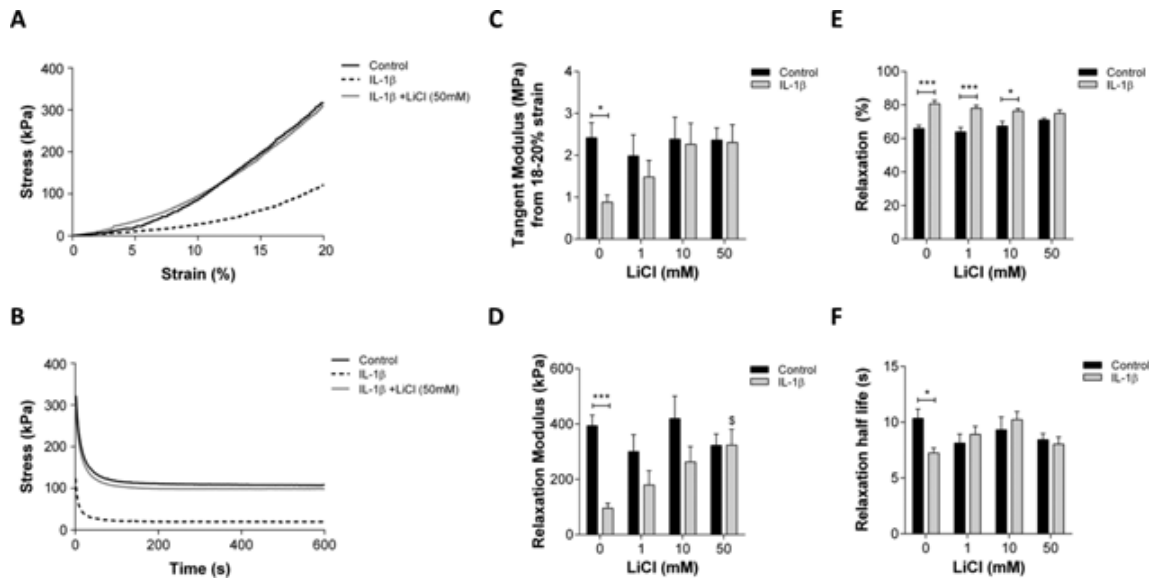 A
Control
IL-1β
IL-1β +LiCl (50mM)
400
300
200
100
0
Stress (kPa)
0
5
10
15
20
Strain (%)
B
Control
IL-1β
IL-1β +LiCl (50mM)
400
300
200
100
0
Stress (kPa)
0
200
400
600
Time (s)
C
Control
IL-1β
4
3
2
1
0
Tangent Modulus (MPa)
from 18-20% strain
*
0
1
10
50
LiCl (mM)
D
Control
IL-1β
600
400
200
0
Relaxation Modulus (kPa)
***
$
0
1
10
50
LiCl (mM)
E
Control
IL-1β
100
80
60
40
20
0
Relaxation (%)
***
***
*
0
1
10
50
LiCl (mM)
F
Control
IL-1β
15
10
5
0
Relaxation half life (s)
*
0
1
10
50
LiCl (mM)